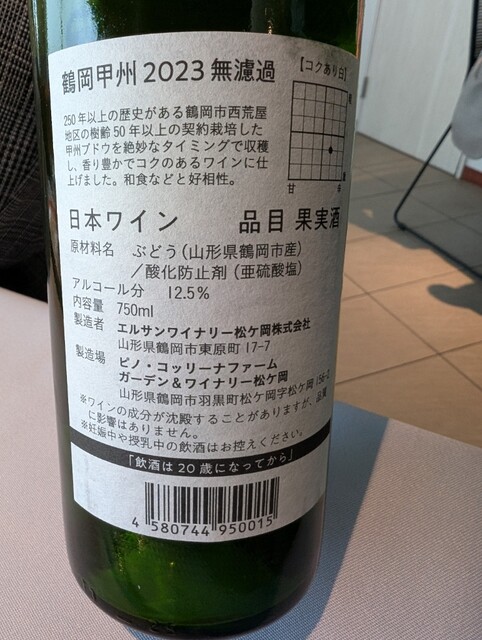 鶴岡甲州 2023 無濾過
【コクあり白】
250年以上の歴史がある鶴岡市西荒屋
地区の樹齢50年以上の契約栽培した
甲州ブドウを絶妙なタイミングで収穫
し、香り豊かでコクのあるワインに仕
上げました。和食などと好相性。
甘
日本ワイン 品目 果実酒
原材料名 ぶどう(山形県鶴岡市産)
/酸化防止剤(亜硫酸塩)
アルコール分 12.5%
内容量 750ml
製造者 エルサンワイナリー松ケ岡株式会社
山形県鶴岡市東原町17-7
製造場 ピノ・コッリーナファーム
ガーデン&ワイナリー松ケ岡
山形県鶴岡市羽黒町松ケ岡字松ケ岡 156-2
※ワインの成分が沈殿することがありますが、品質
に影響はありません。
※妊娠中や授乳中の飲酒はお控えください。
「飲酒は20歳になってから」
4 580744 950015